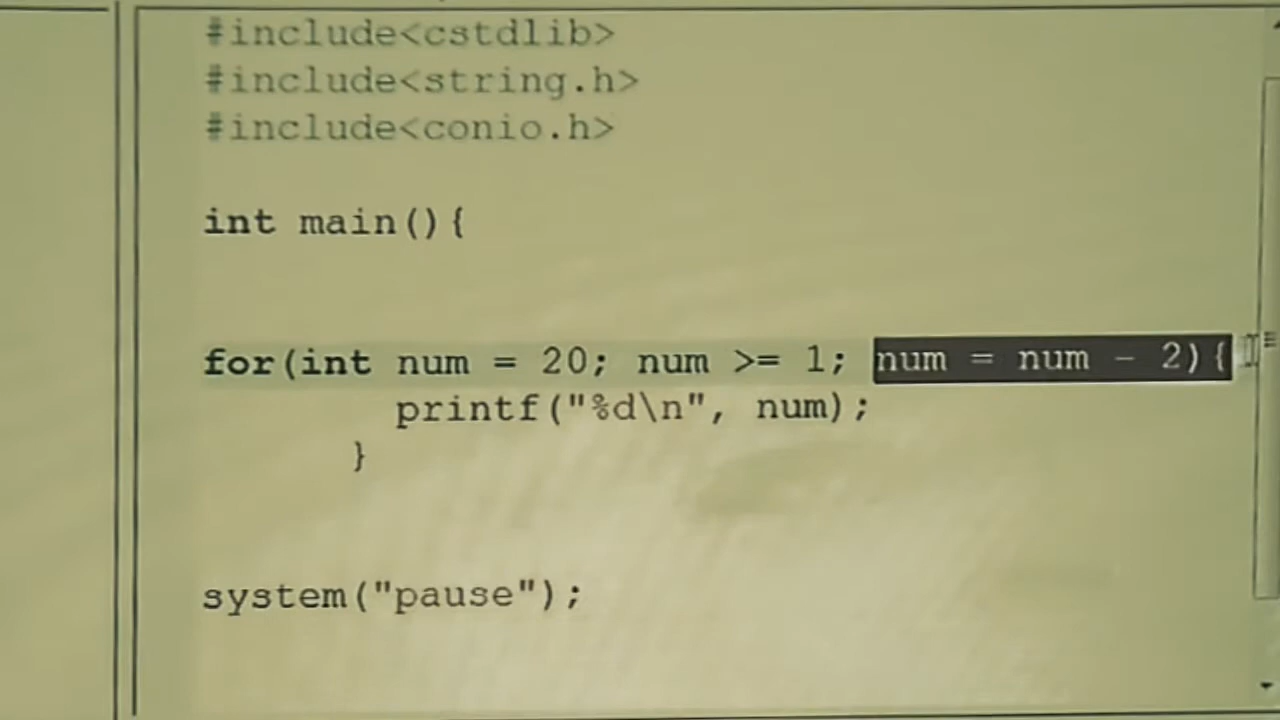 #include<cstdlib>
#include<string.h>
#include<conio.h>
int main(){
for(int num = 20; num >= 1; num = num - 2){
printf("%d\n", num);
}
system("pause");